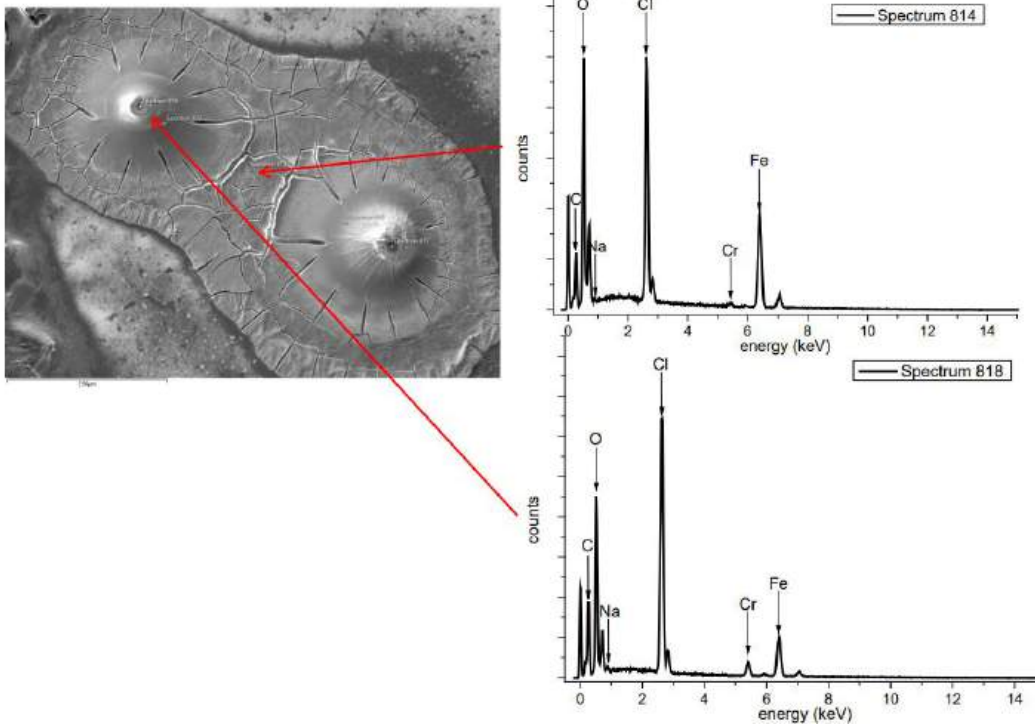 Spectrum 814
O
Cl
Fe
C
Na
Cr
counts
0 2 4 6 8 10 12 14
energy (keV)
Spectrum 818
Cl
O
C
Na
Cr
Fe
counts
0 2 4 6 8 10 12 14
energy (keV)